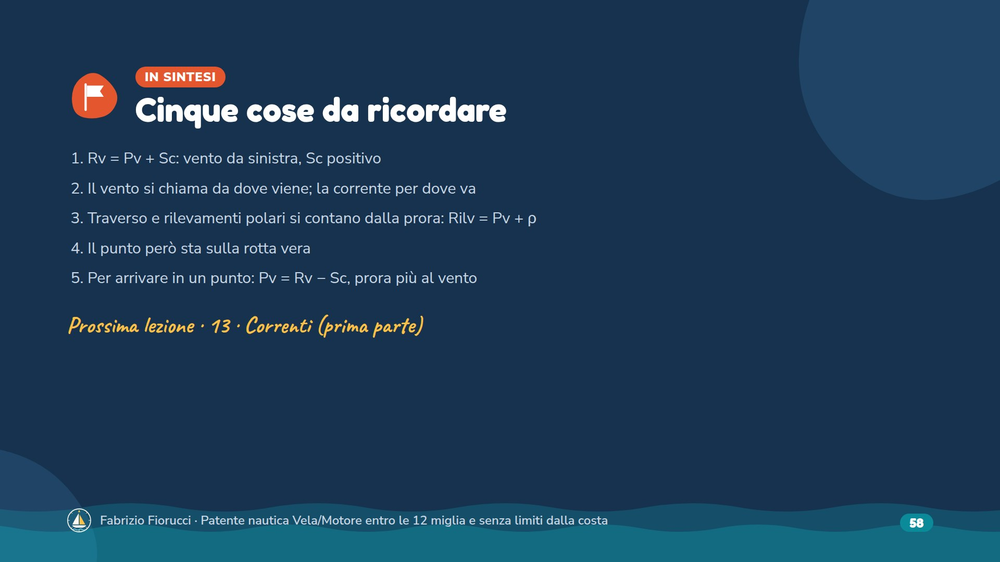 IN SINTESI
Cinque cose da ricordare
1. Rv = Pv + Sc: vento da sinistra, Sc positivo
2. Il vento si chiama da dove viene; la corrente per dove va
3. Traverso e rilevamenti polari si contano dalla prora: Rilv = Pv + ρ
4. Il punto però sta sulla rotta vera
5. Per arrivare in un punto: Pv = Rv − Sc, prora più al vento
Prossima lezione · 13 · Correnti (prima parte)
Fabrizio Fiorucci · Patente nautica Vela/Motore entro le 12 miglia e senza limiti dalla costa
58